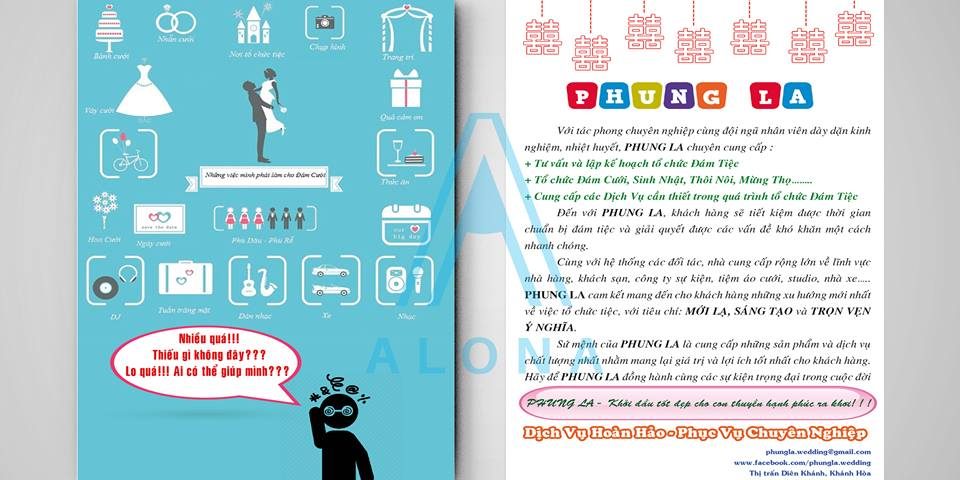 Bánh cưới
Nhẫn cưới
Nơi tổ chức tiệc
Chụp hình
Trang trí
Váy cưới
Quà cảm ơn
Những việc mình phải làm cho Đám Cưới
Thức ăn
save the date
our
big day
Hoa Cưới
Ngày cưới
Phù Dâu - Phù Rể
DJ
Tuần trăng mật
Dàn nhạc
Xe
Nhạc
Nhiều quá!!!
Thiếu gì không đây???
Lo quá!!! Ai có thể giúp mình???
#&£@%
ALONA
囍 囍 囍 囍 囍 囍 囍
PHUNG LA
Với tác phong chuyên nghiệp cùng đội ngũ nhân viên dày dặn kinh
nghiệm, nhiệt huyết, PHUNG LA chuyên cung cấp :
+ Tư vấn và lập kế hoạch tổ chức Đám Tiệc
+ Tổ chức Đám Cưới, Sinh Nhật, Thôi Nôi, Mừng Thọ........
+ Cung cấp các Dịch Vụ cần thiết trong quá trình tổ chức Đám Tiệc
Đến với PHUNG LA, khách hàng sẽ tiết kiệm được thời gian
chuẩn bị đám tiệc và giải quyết được các vấn đề khó khăn một cách
nhanh chóng.
Cùng với hệ thống các đối tác, nhà cung cấp rộng lớn về lĩnh vực
nhà hàng, khách sạn, công ty sự kiện, tiệm áo cưới, studio, nhà xe.....
PHUNG LA cam kết mang đến cho khách hàng những xu hướng mới nhất
về việc tổ chức tiệc, với tiêu chí: MỚI LẠ, SÁNG TẠO và TRỌN VẸN
Ý NGHĨA.
Sứ mệnh của PHUNG LA là cung cấp những sản phẩm và dịch vụ
chất lượng nhất nhằm mang lại giá trị và lợi ích tốt nhất cho khách hàng.
Hãy để PHUNG LA đồng hành cùng các sự kiện trọng đại trong cuộc đời
PHUNG LA - Khởi đầu tốt đẹp cho con thuyền hạnh phúc ra khơi! ! !
Dịch Vụ Hoàn Hảo - Phục Vụ Chuyên Nghiệp
phungla.wedding@gmail.com
www.facebook.com/phungla.wedding
Thị trấn Diên Khánh, Khánh Hòa